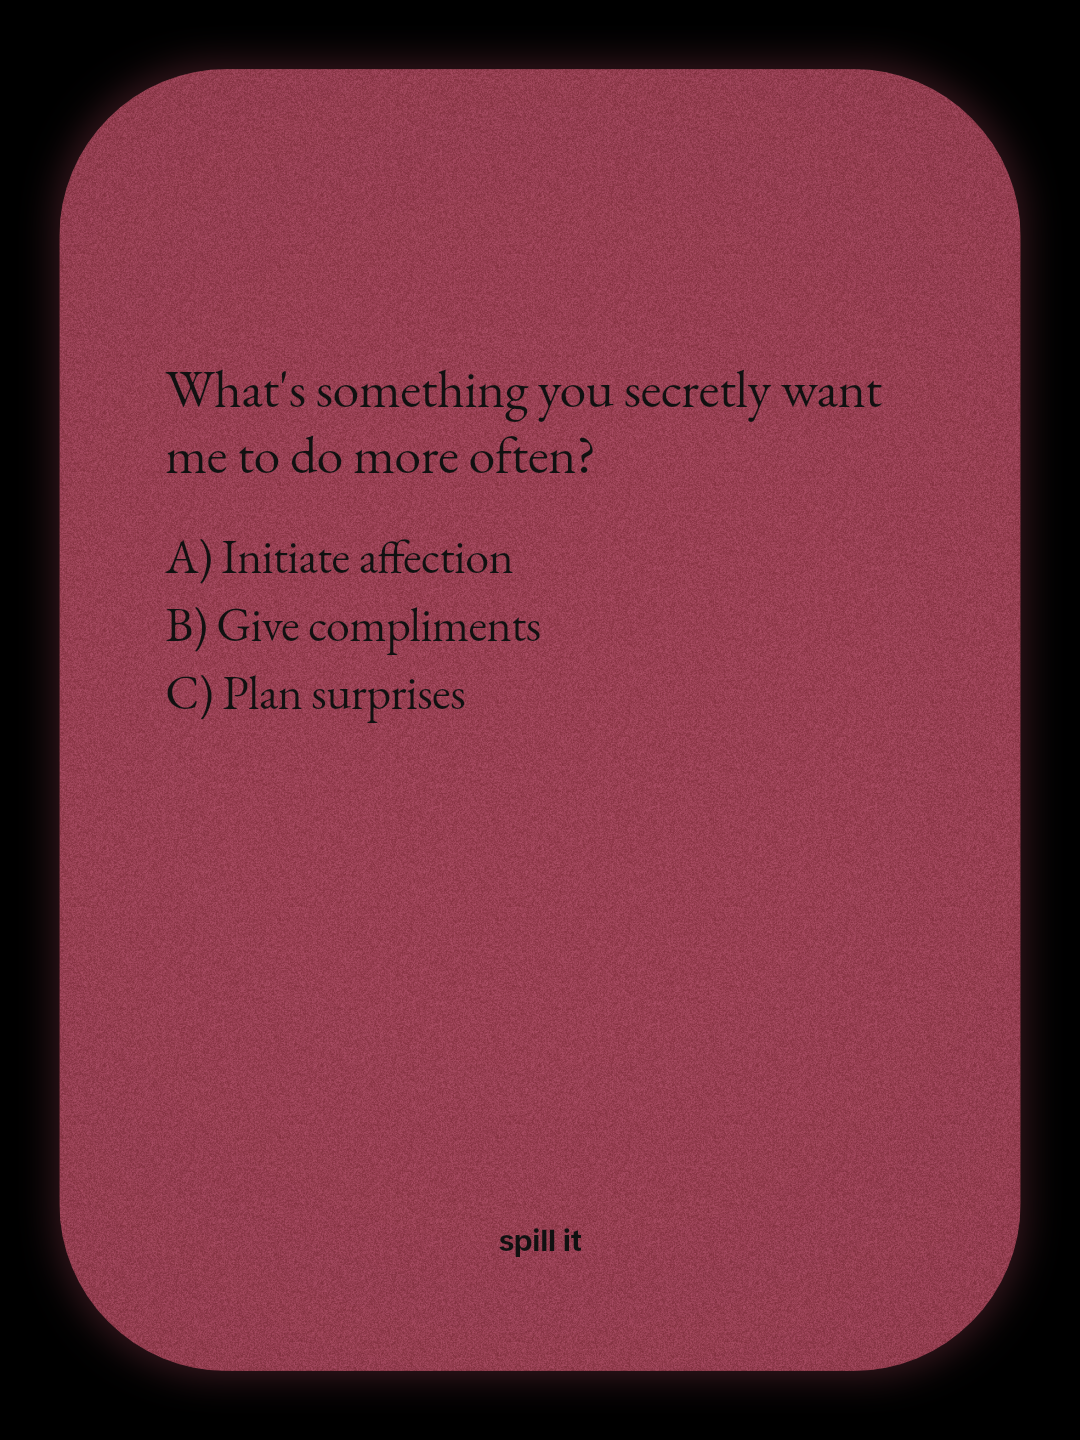 What's something you secretly want
me to do more often?
A) Initiate affection
B) Give compliments
C) Plan surprises
spill it